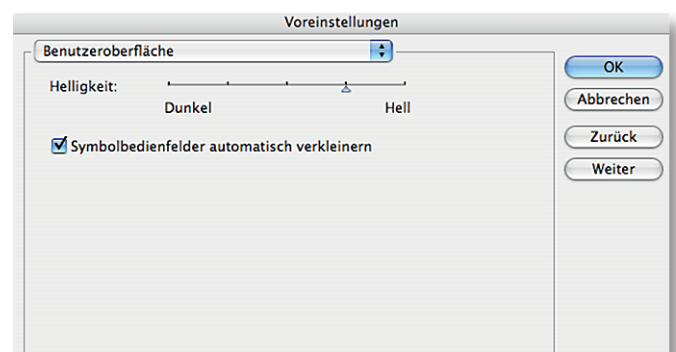 Voreinstellungen
Benutzeroberfläche
OK
Helligkeit:
Dunkel Hell
Abbrechen
Symbolbedienfelder automatisch verkleinern
Zurück
Weiter